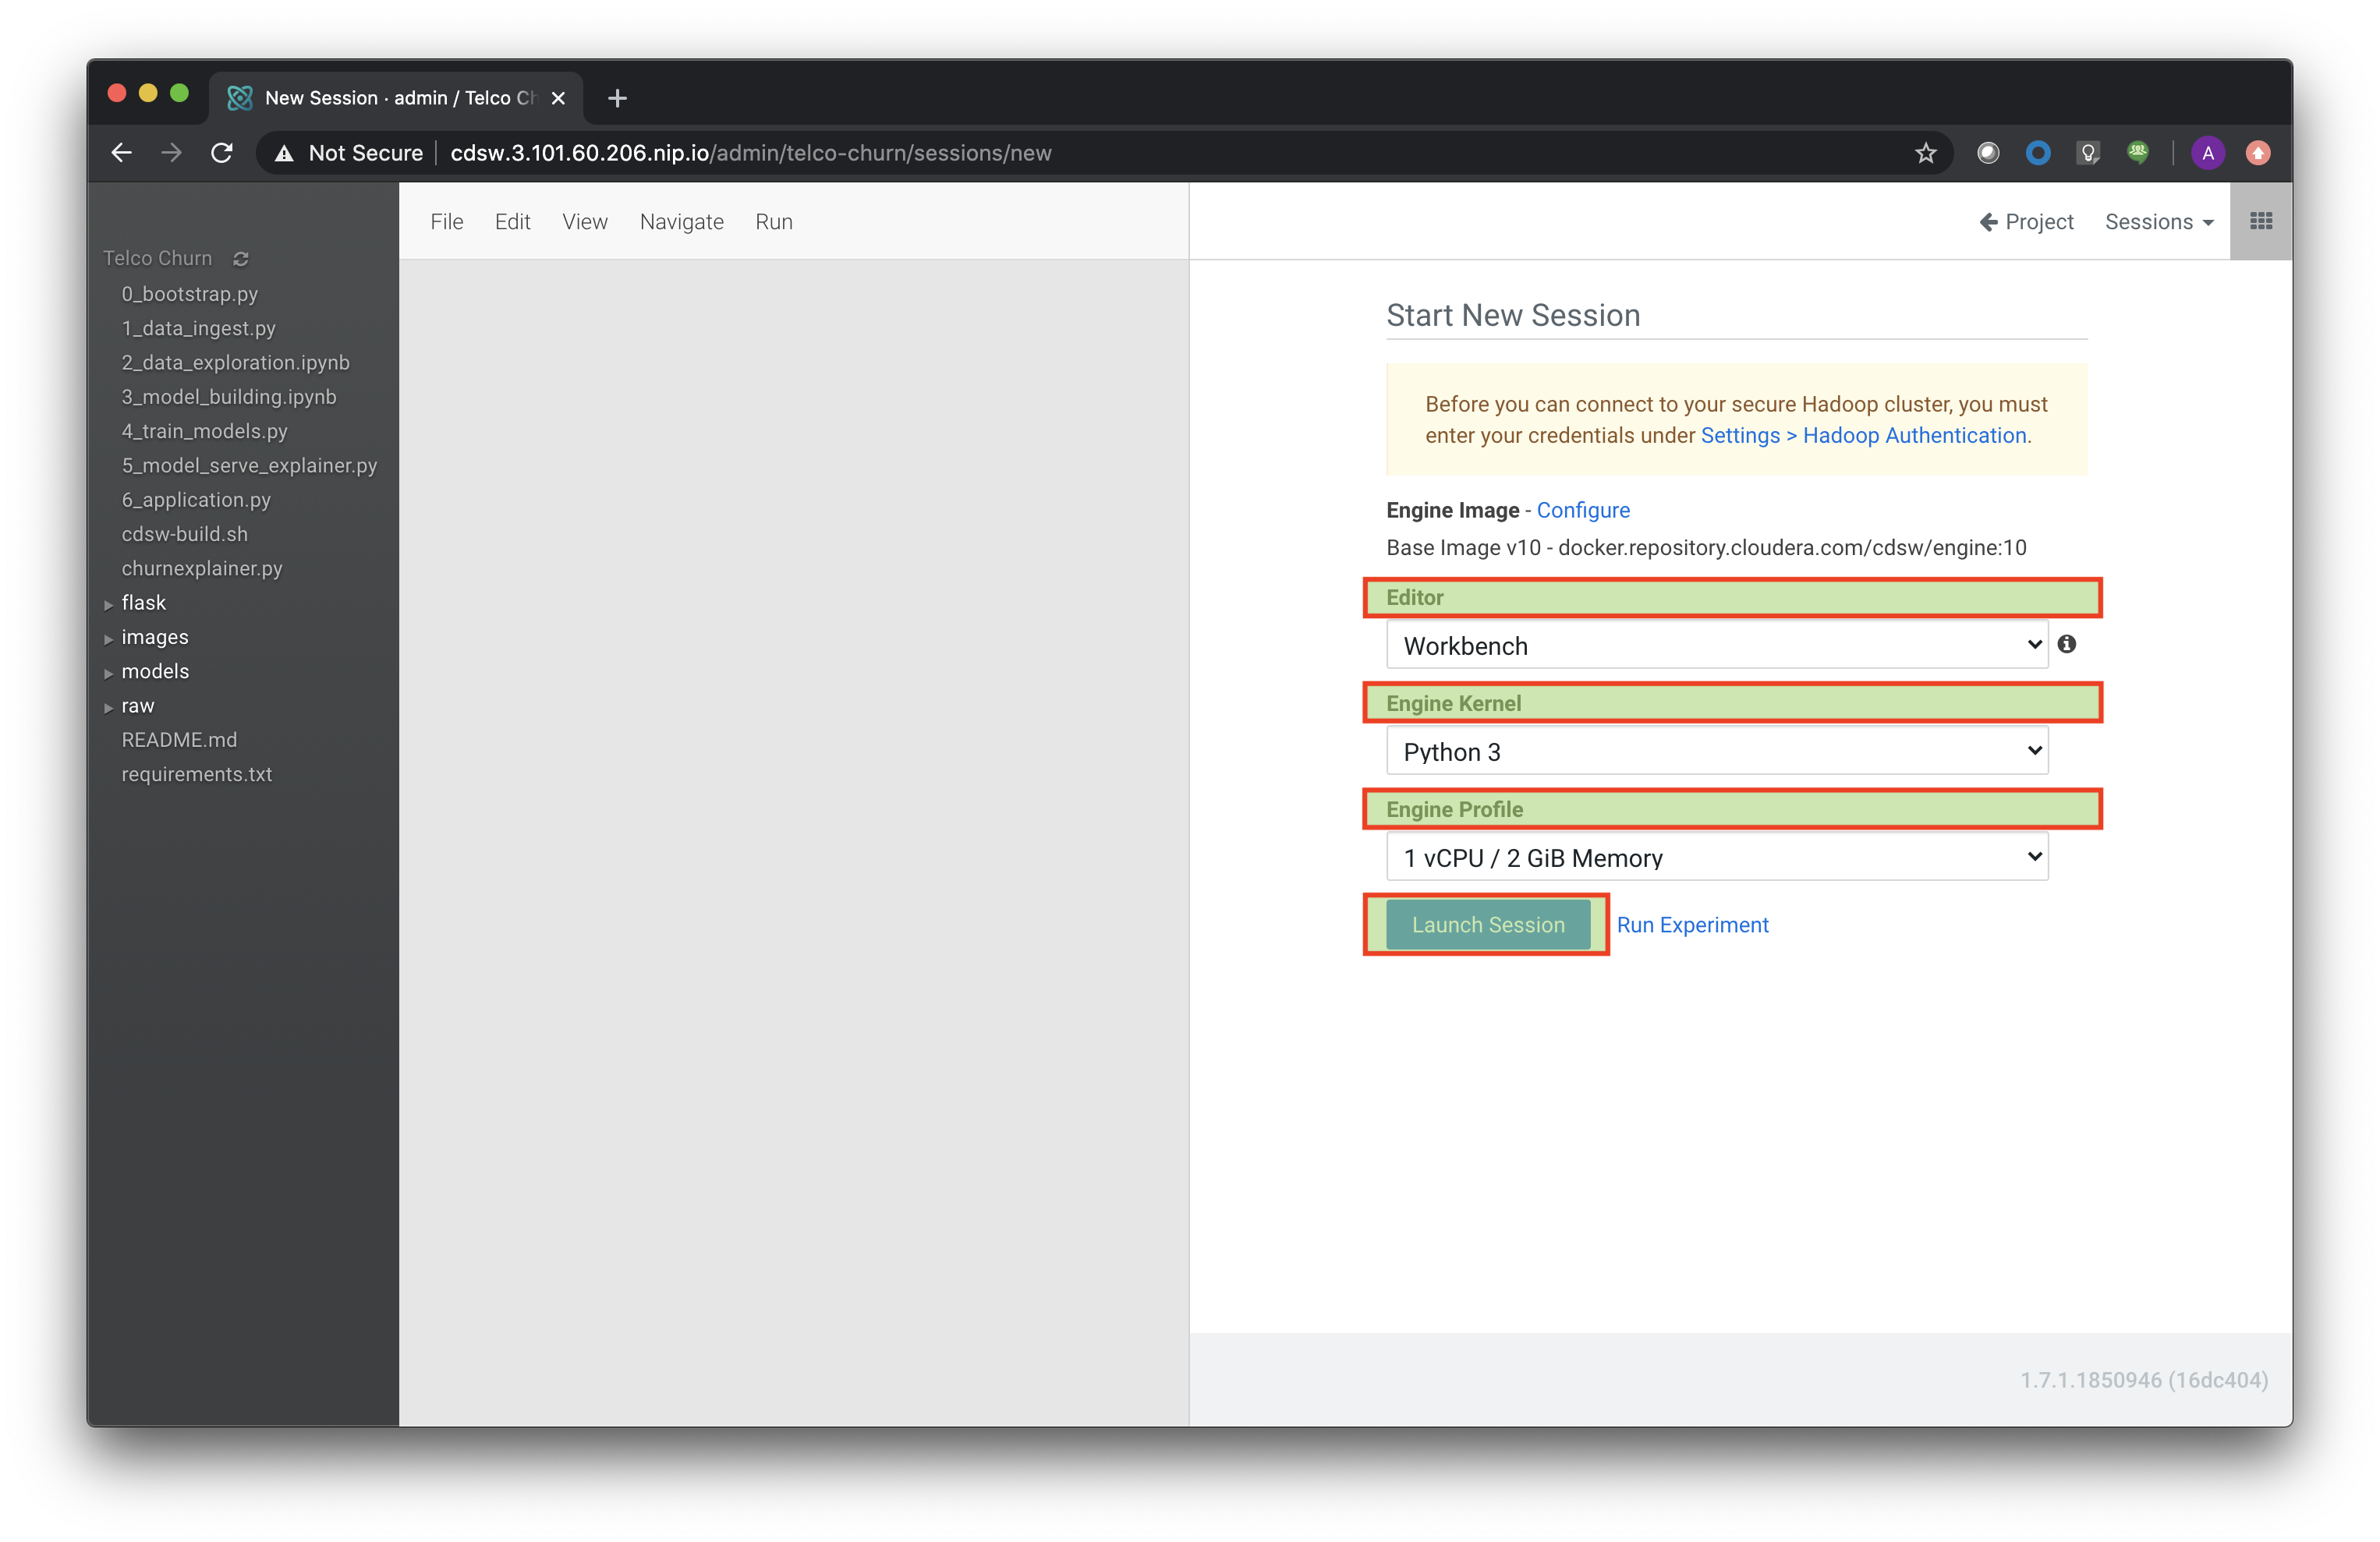 New Session · admin / Telco Ch
Not Secure cdsw.3.101.60.206.nip.io/admin/telco-churn/sessions/new
A
File Edit View Navigate Run
Project Sessions
Telco Churn
0_bootstrap.py
1_data_ingest.py
2_data_exploration.ipynb
3_model_building.ipynb
4_train_models.py
5_model_serve_explainer.py
6_application.py
cdsw-build.sh
churnexplainer.py
flask
images
models
raw
README.md
requirements.txt
Start New Session
Before you can connect to your secure Hadoop cluster, you must
enter your credentials under Settings > Hadoop Authentication.
Engine Image - Configure
Base Image v10 - docker.repository.cloudera.com/cdsw/engine:10
Editor
Workbench
Engine Kernel
Python 3
Engine Profile
1 vCPU / 2 GiB Memory
Launch Session Run Experiment
1.7.1.1850946 (16dc404)